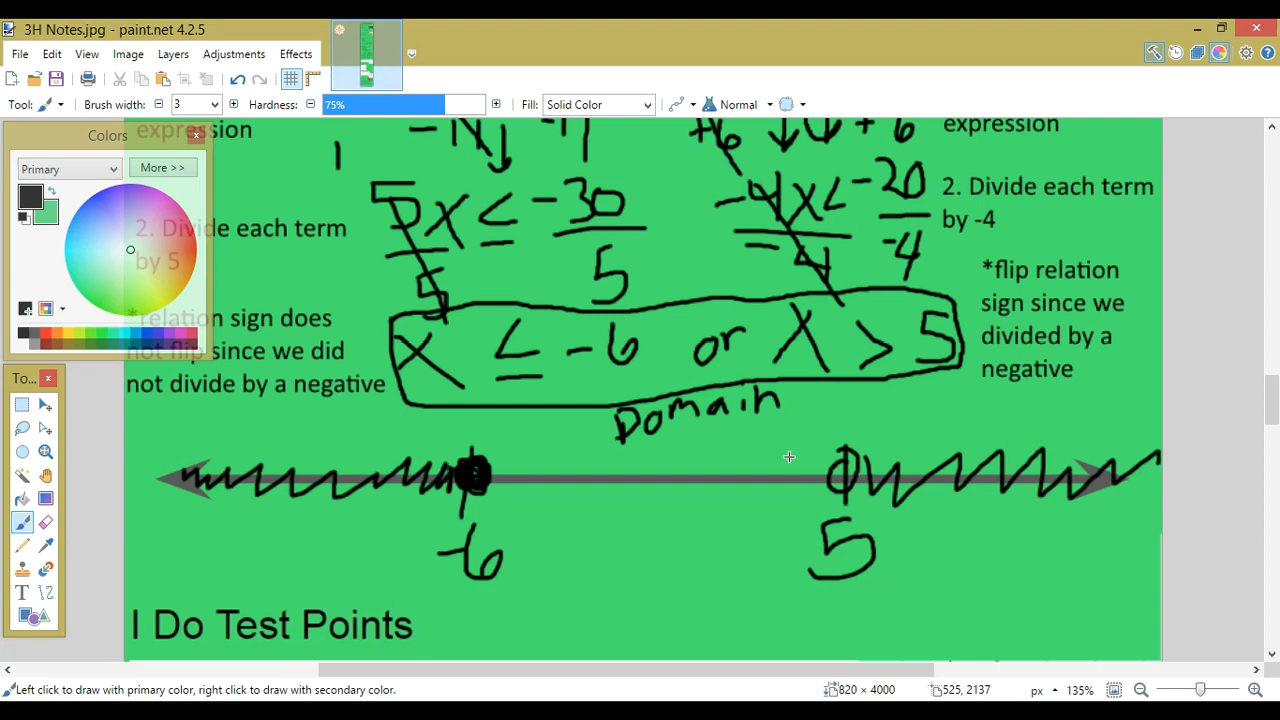 3H Notes.jpg - paint.net 4.2.5
File Edit View Image Layers Adjustments Effects
Tool: Brush width: 3 Hardness: 75% Fill: Solid Color Normal
Colors
Primary More >>
expression
expression
+6 + 6
5x ≤ -30
5 5
-4x < -20
-4 -4
2. Divide each term
by 5
2. Divide each term
by -4
*relation sign does
not flip since we did
not divide by a negative
*flip relation
sign since we
divided by a
negative
x ≤ -6 or x > 5
Domain
-6 5
To...
I Do Test Points
Left click to draw with primary color, right click to draw with secondary color.
820 x 4000
525, 2137
px
135%